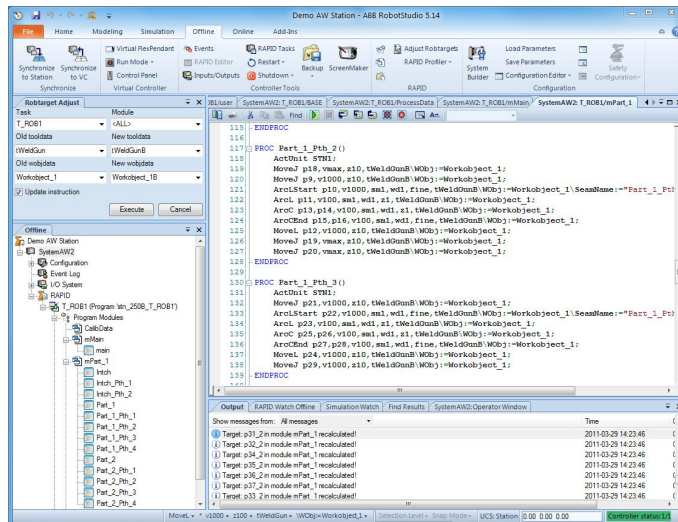 Demo AW Station - ABB RobotStudio 5.14
File Home Modeling Simulation Offline Online Add-Ins
Synchronize to Station
Synchronize to VC
Synchronize
Virtual FlexPendant
Run Mode
Control Panel
Virtual Controller
Events
RAPID Editor
Inputs/Outputs
RAPID Tasks
Restart
Shutdown
Backup
ScreenMaker
Controller Tools
Adjust Robtargets
RAPID Profiler
RAPID
System Builder
Load Parameters
Save Parameters
Configuration Editor
Safety Configuration
Configuration
Robtarget Adjust
Task Module
T_ROB1 <ALL>
Old tooldata New tooldata
tWeldGun tWeldGunB
Old wobjdata New wobjdata
Workobject_1 Workobject_1B
Update instruction
Execute Cancel
Offline
Demo AW Station
SystemAW2
Configuration
Event Log
I/O System
RAPID
T_ROB1 (Program 'stn_250B_T_ROB1')
Program Modules
CalibData
mMain
main
mPart_1
Intch
Intch_Pth_1
Intch_Pth_2
Part_1
Part_1_Pth_1
Part_1_Pth_2
Part_1_Pth_3
Part_1_Pth_4
Part_2
Part_2_Pth_1
Part_2_Pth_2
Part_2_Pth_3
Part_2_Pth_4
B1/user SystemAW2: T_ROB1/BASE SystemAW2: T_ROB1/ProcessData SystemAW2: T_ROB1/mMain SystemAW2: T_ROB1/mPart_1
Find
115 ENDPROC
116
117 PROC Part_1_Pth_2()
118 ActUnit STN1;
119 MoveJ p18,vmax,z10,tWeldGunB\WObj:=Workobject_1;
120 MoveJ p9,v1000,z10,tWeldGunB\WObj:=Workobject_1;
121 ArcLStart p10,v1000,sm1,wd1,fine,tWeldGunB\WObj:=Workobject_1\SeamName:="Part_1_Pth
122 ArcL p11,v100,sm1,wd1,z1,tWeldGunB\WObj:=Workobject_1;
123 ArcC p13,p14,v100,sm1,wd1,z1,tWeldGunB\WObj:=Workobject_1;
124 ArcCEnd p15,p16,v100,sm1,wd1,fine,tWeldGunB\WObj:=Workobject_1;
125 MoveL p12,v1000,z10,tWeldGunB\WObj:=Workobject_1;
126 MoveJ p19,vmax,z10,tWeldGunB\WObj:=Workobject_1;
127 MoveJ p20,vmax,z10,tWeldGunB\WObj:=Workobject_1;
128 ENDPROC
129
130 PROC Part_1_Pth_3()
131 ActUnit STN1;
132 MoveJ p21,v1000,z10,tWeldGunB\WObj:=Workobject_1;
133 ArcLStart p22,v1000,sm1,wd1,fine,tWeldGunB\WObj:=Workobject_1\SeamName:="Part_1_Pth
134 ArcL p23,v100,sm1,wd1,z1,tWeldGunB\WObj:=Workobject_1;
135 ArcC p25,p26,v100,sm1,wd1,z1,tWeldGunB\WObj:=Workobject_1;
136 ArcCEnd p27,p28,v100,sm1,wd1,fine,tWeldGunB\WObj:=Workobject_1;
137 MoveL p24,v1000,z10,tWeldGunB\WObj:=Workobject_1;
138 MoveJ p29,vmax,z10,tWeldGunB\WObj:=Workobject_1;
139 ENDPROC
Output RAPID Watch Offline Simulation Watch Find Results SystemAW2:Operator Window
Show messages from: All messages Time
Target: p31_2 in module mPart_1 recalculated! 2011-03-29 14:23:46
Target: p32_2 in module mPart_1 recalculated! 2011-03-29 14:23:46
Target: p34_2 in module mPart_1 recalculated! 2011-03-29 14:23:46
Target: p35_2 in module mPart_1 recalculated! 2011-03-29 14:23:46
Target: p36_2 in module mPart_1 recalculated! 2011-03-29 14:23:46
Target: p37_2 in module mPart_1 recalculated! 2011-03-29 14:23:46
Target: p33_2 in module mPart_1 recalculated! 2011-03-29 14:23:46
MoveL * v1000 z100 tWeldGun \WObj:=Workobject_1 Selection Level Snap Mode UCS: Station 0.00 0.00 0.00 Controller status: 1/1